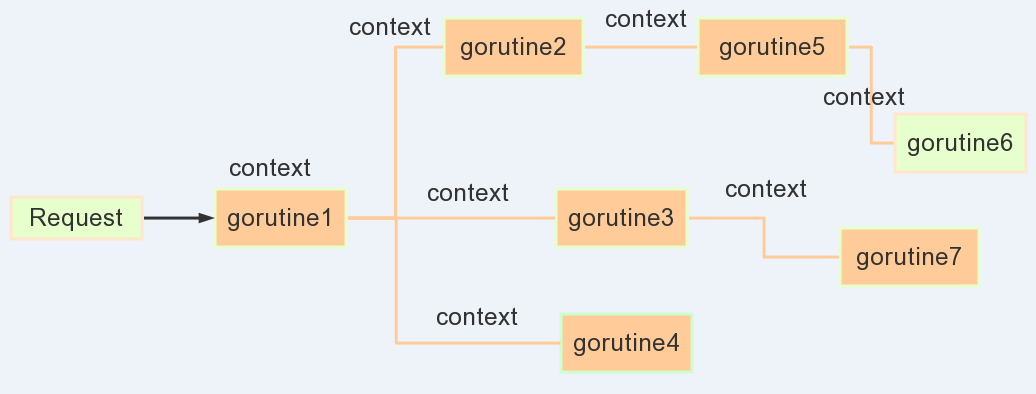 context
context
gorutine2
gorutine5
context
gorutine6
context
context
context
Request
gorutine1
gorutine3
gorutine7
context
gorutine4